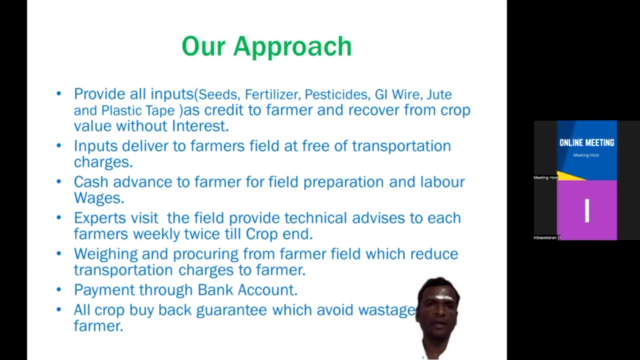 Our Approach
• Provide all inputs(Seeds, Fertilizer, Pesticides, GI Wire, Jute
and Plastic Tape )as credit to farmer and recover from crop
value without Interest.
• Inputs deliver to farmers field at free of transportation
charges.
• Cash advance to farmer for field preparation and labour
Wages.
• Experts visit the field provide technical advises to each
farmers weekly twice till Crop end.
• Weighing and procuring from farmer field which reduce
transportation charges to farmer.
• Payment through Bank Account.
• All crop buy back guarantee which avoid wastage
farmer.
ONLINE MEETING
Meeting Host
Meeting Host
I